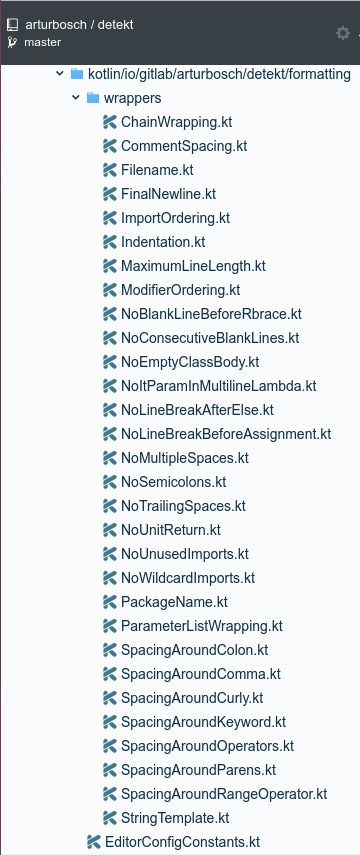 arturbosch / detekt
master
kotlin/io/gitlab/arturbosch/detekt/formatting
wrappers
ChainWrapping.kt
CommentSpacing.kt
Filename.kt
FinalNewline.kt
ImportOrdering.kt
Indentation.kt
MaximumLineLength.kt
ModifierOrdering.kt
NoBlankLineBeforeRbrace.kt
NoConsecutiveBlankLines.kt
NoEmptyClassBody.kt
NoItParamInMultilineLambda.kt
NoLineBreakAfterElse.kt
NoLineBreakBeforeAssignment.kt
NoMultipleSpaces.kt
NoSemicolons.kt
NoTrailingSpaces.kt
NoUnitReturn.kt
NoUnusedImports.kt
NoWildcardImports.kt
PackageName.kt
ParameterListWrapping.kt
SpacingAroundColon.kt
SpacingAroundComma.kt
SpacingAroundCurly.kt
SpacingAroundKeyword.kt
SpacingAroundOperators.kt
SpacingAroundParens.kt
SpacingAroundRangeOperator.kt
StringTemplate.kt
EditorConfigConstants.kt